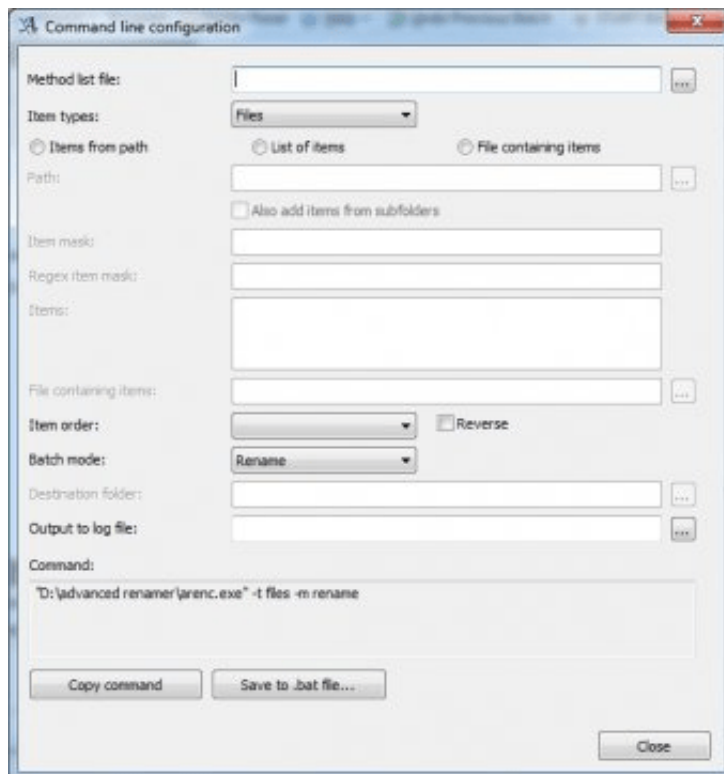 Command line configuration
Method list file:
...
Item types:
Files
Items from path
List of items
File containing items
Path:
...
Also add items from subfolders
Item mask:
Regex item mask:
Items:
File containing items:
...
Item order:
Reverse
Batch mode:
Rename
Destination folder:
...
Output to log file:
...
Command:
"D:\advanced renamer\arenc.exe" -t files -m rename
Copy command
Save to .bat file...
Close